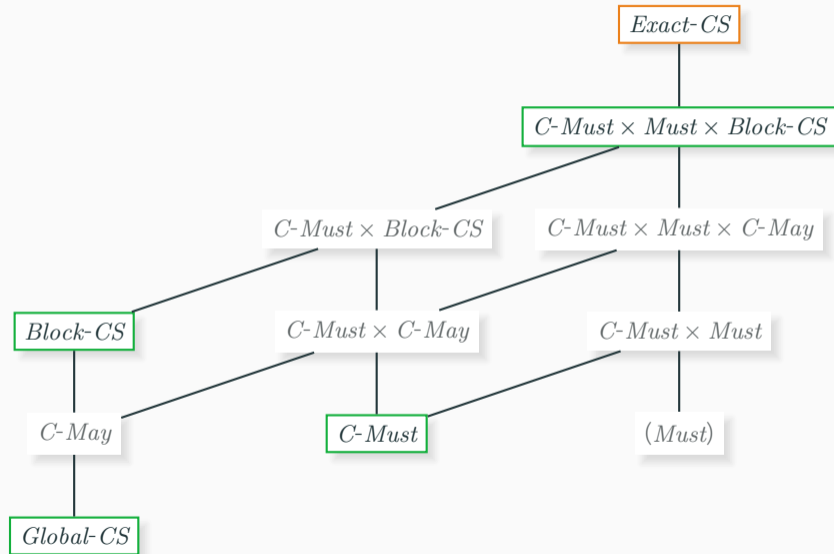 Exact-CS
C-Must × Must × Block-CS
C-Must × Block-CS
C-Must × Must × C-May
Block-CS
C-Must × C-May
C-Must × Must
C-May
C-Must
(Must)
Global-CS